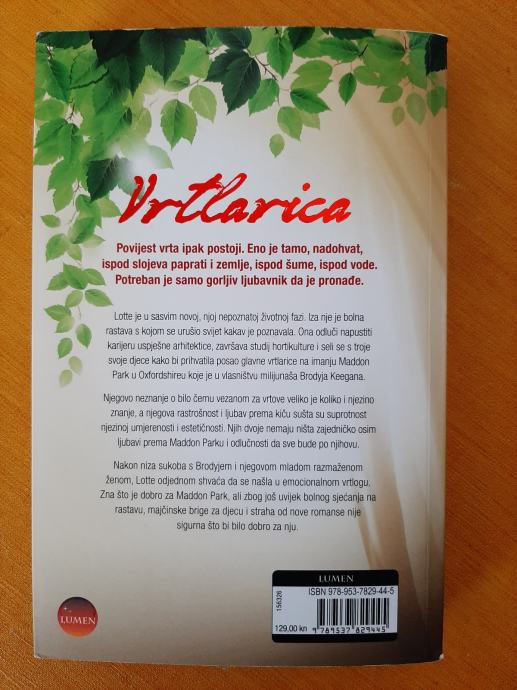 Vrtlarica
Povijest vrta ipak postoji. Eno je tamo, nadohvat,
ispod slojeva paprati i zemlje, ispod šume, ispod vode.
Potreban je samo gorljiv ljubavnik da je pronađe.
Lotte je u sasvim novoj, njoj nepoznatoj životnoj fazi. Iza nje je bolna
rastava s kojom se urušio svijet kakav je poznavala. Ona odluči napustiti
karijeru uspješne arhitektice, završava studij hortikulture i seli se s troje
svoje djece kako bi prihvatila posao glavne vrtlarice na imanju Maddon
Park u Oxfordshireu koje je u vlasništvu milijunaša Brodyja Keegana.
Njegovo neznanje o bilo čemu vezanom za vrtove veliko je koliko i njezino
znanje, a njegova rastrošnost i ljubav prema kiču sušta su suprotnost
njezinoj umjerenosti i estetičnosti. Njih dvoje nemaju ništa zajedničko osim
ljubavi prema Maddon Parku i odlučnosti da sve bude po njihovu.
Nakon niza sukoba s Brodyjem i njegovom mladom razmaženom
ženom, Lotte odjednom shvaća da se našla u emocionalnom vrtlogu.
Zna što je dobro za Maddon Park, ali zbog još uvijek bolnog sjećanja na
rastavu, majčinske brige za djecu i straha od nove romanse nije
sigurna što bi bilo dobro za nju.
LUMEN
LUMEN
ISBN 978-953-7829-44-5
156326
129,00 kn
9 789537 829445